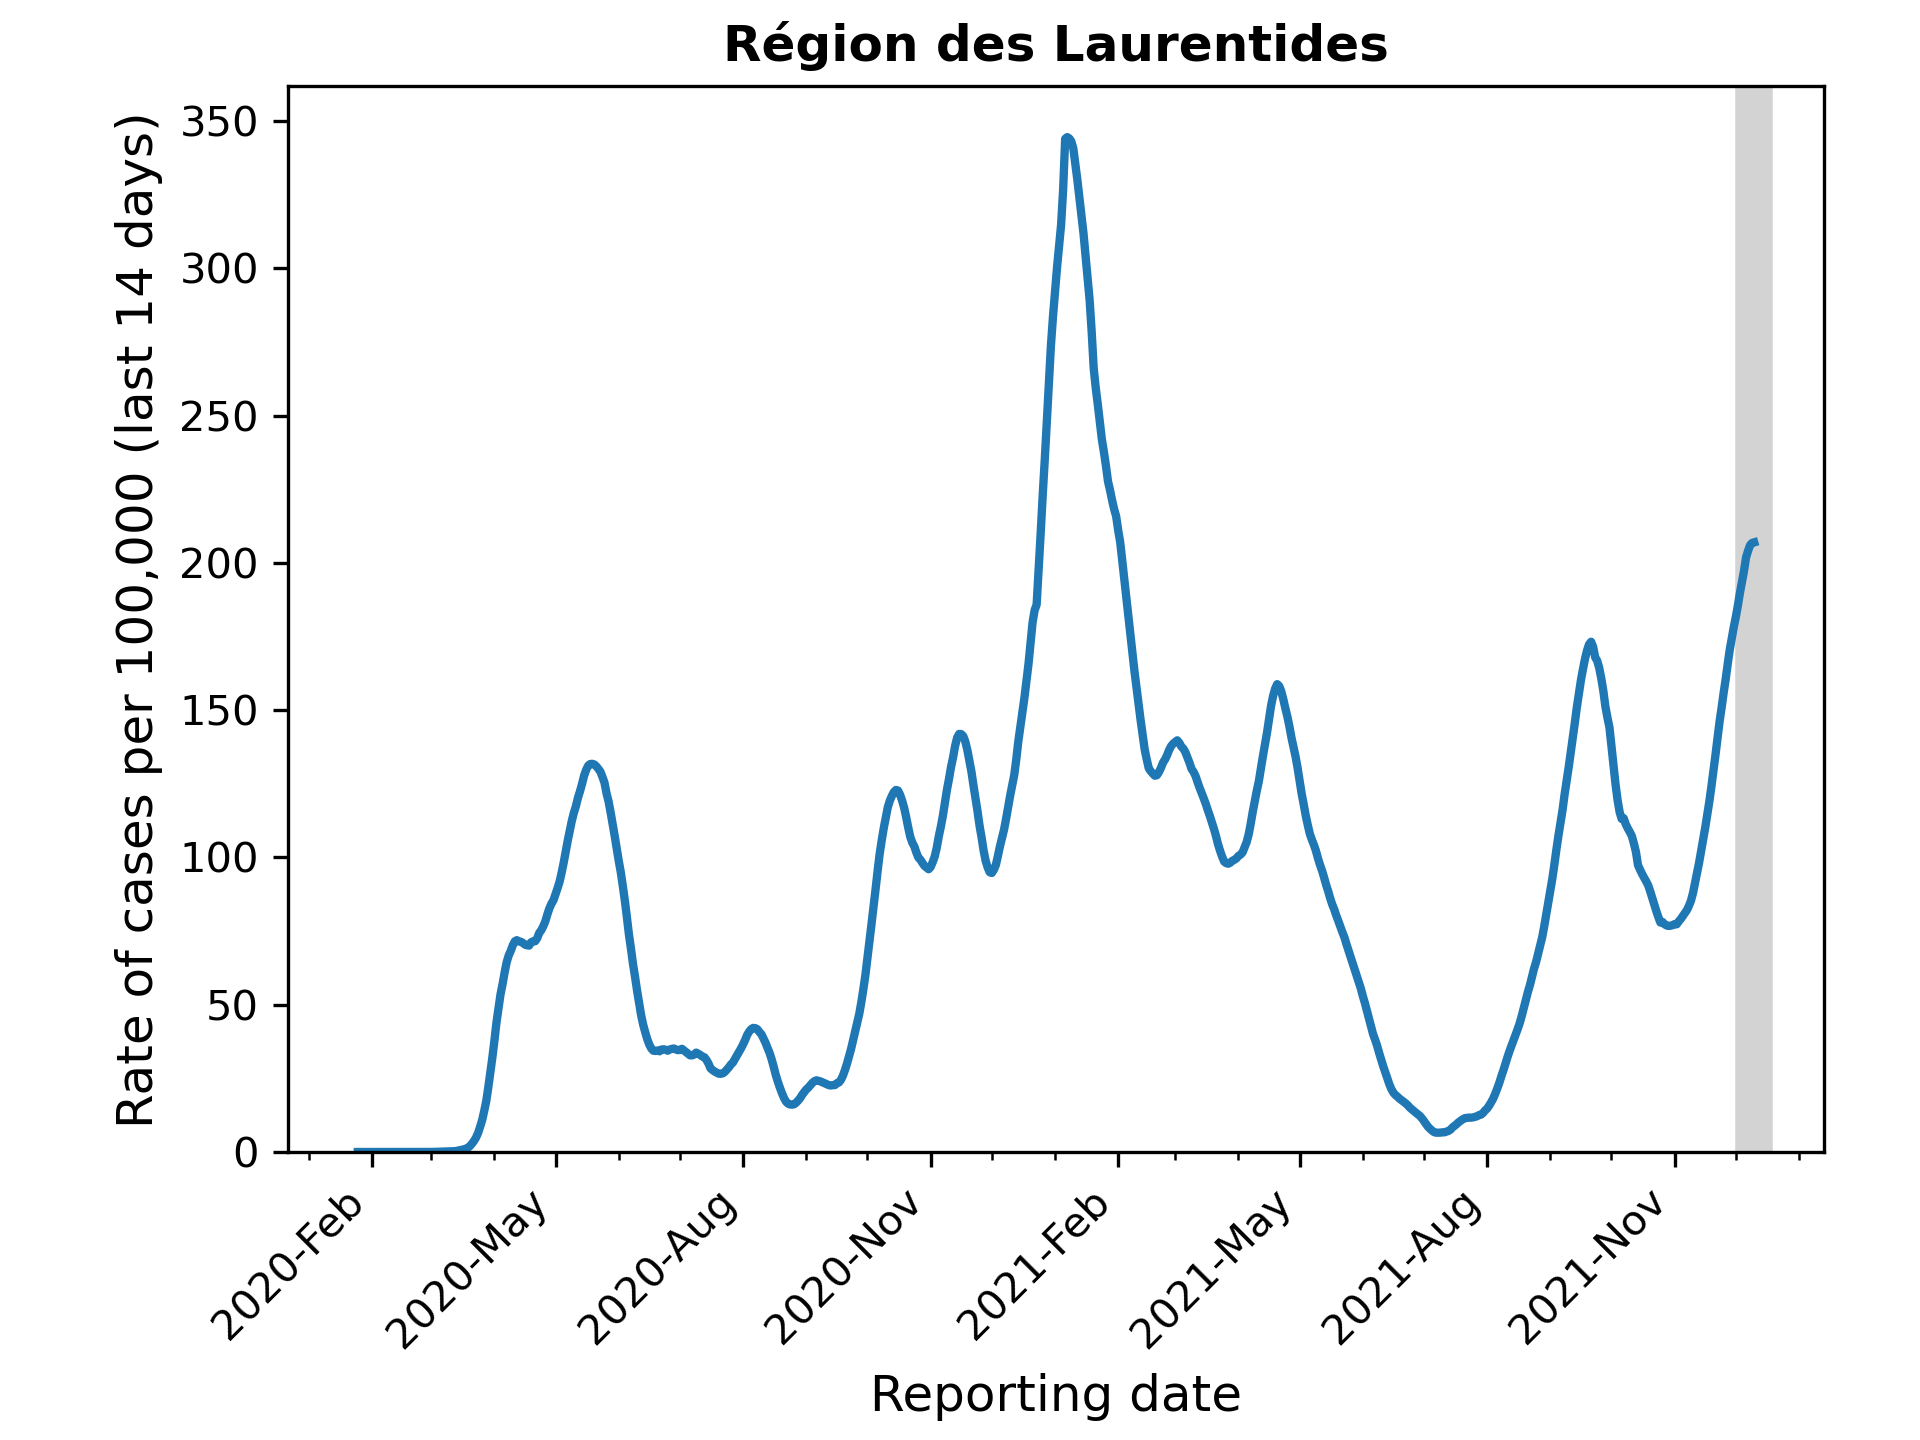 Région des Laurentides
Rate of cases per 100,000 (last 14 days)
350
300
250
200
150
100
50
0
2020-Feb
2020-May
2020-Aug
2020-Nov
2021-Feb
2021-May
2021-Aug
2021-Nov
Reporting date